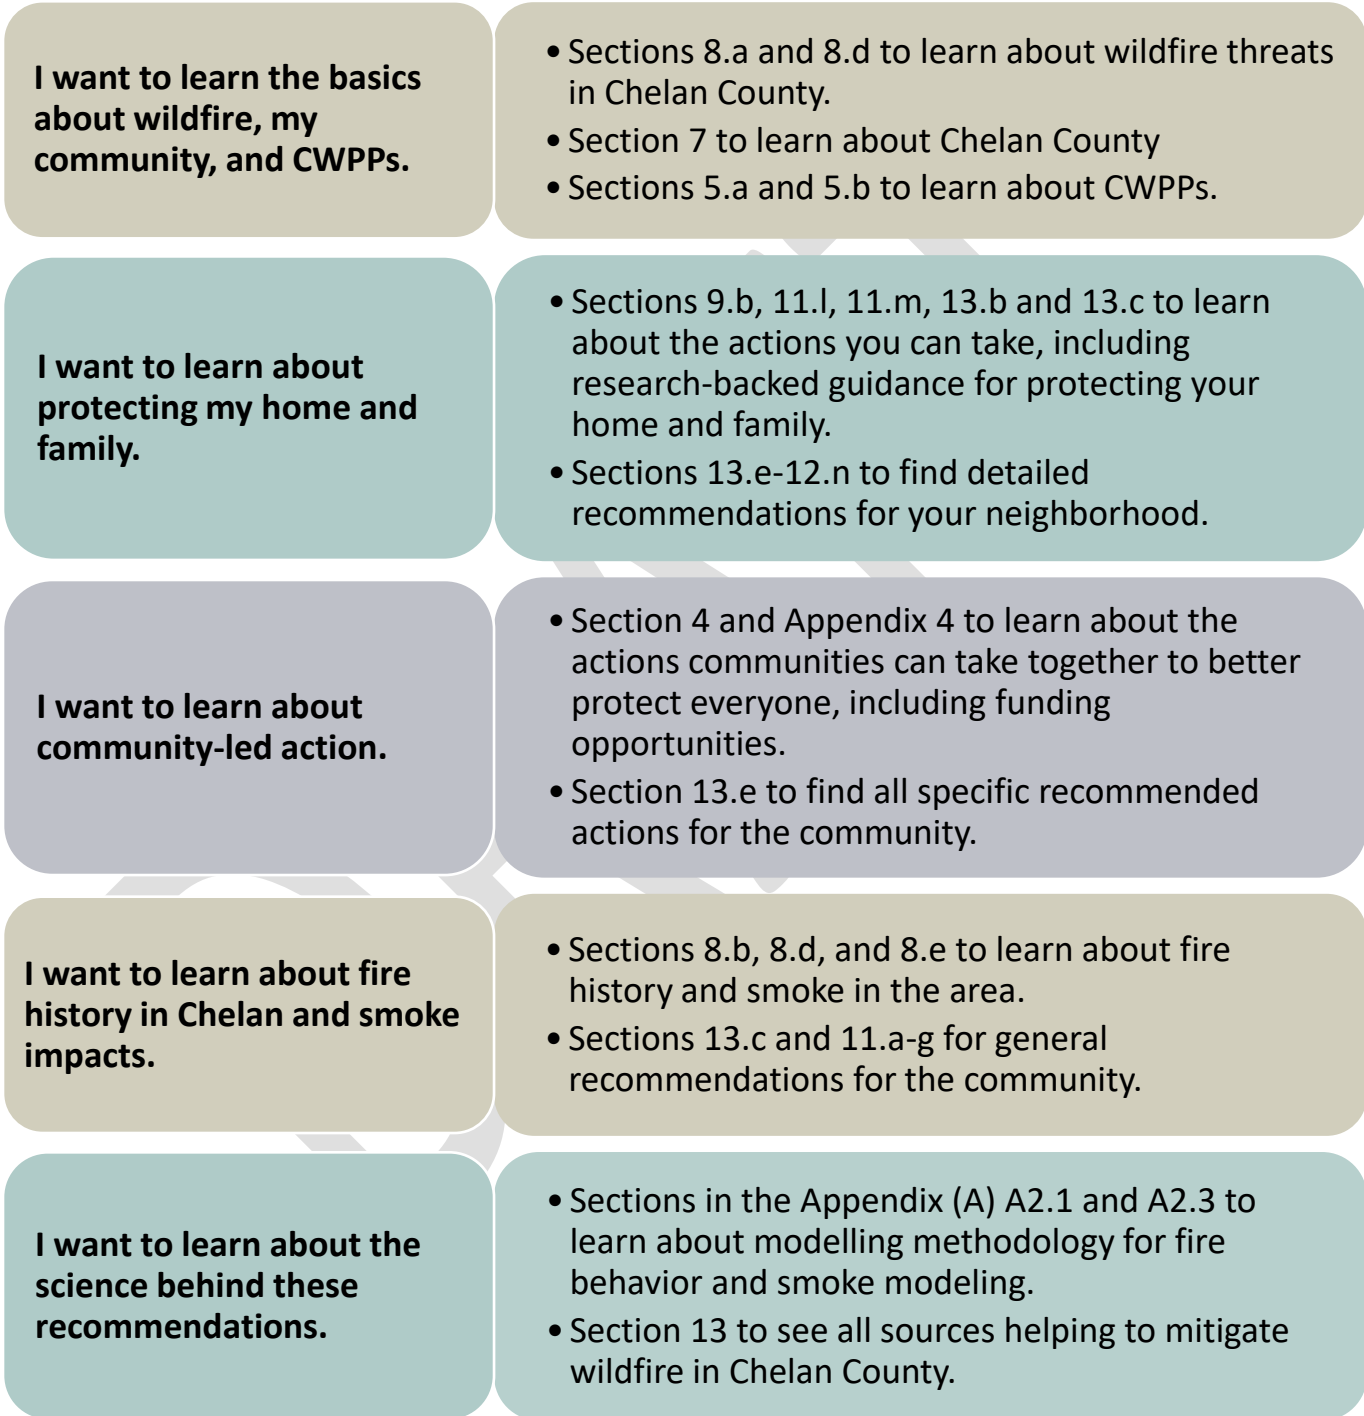 I want to learn the basics
about wildfire, my
community, and CWPPs.
• Sections 8.a and 8.d to learn about wildfire threats
in Chelan County.
• Section 7 to learn about Chelan County
• Sections 5.a and 5.b to learn about CWPPs.
I want to learn about
protecting my home and
family.
• Sections 9.b, 11.l, 11.m, 13.b and 13.c to learn
about the actions you can take, including
research-backed guidance for protecting your
home and family.
• Sections 13.e-12.n to find detailed
recommendations for your neighborhood.
I want to learn about
community-led action.
• Section 4 and Appendix 4 to learn about the
actions communities can take together to better
protect everyone, including funding
opportunities.
• Section 13.e to find all specific recommended
actions for the community.
I want to learn about fire
history in Chelan and smoke
impacts.
• Sections 8.b, 8.d, and 8.e to learn about fire
history and smoke in the area.
• Sections 13.c and 11.a-g for general
recommendations for the community.
I want to learn about the
science behind these
recommendations.
• Sections in the Appendix (A) A2.1 and A2.3 to
learn about modelling methodology for fire
behavior and smoke modeling.
• Section 13 to see all sources helping to mitigate
wildfire in Chelan County.